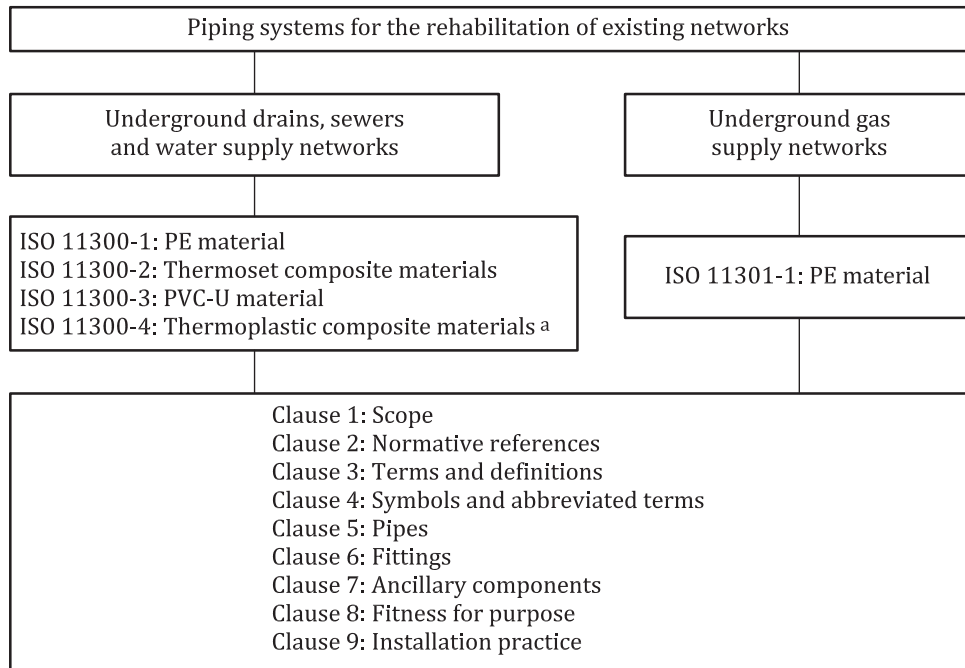 Piping systems for the rehabilitation of existing networks
Underground drains, sewers
and water supply networks
Underground gas
supply networks
ISO 11300-1: PE material
ISO 11300-2: Thermoset composite materials
ISO 11300-3: PVC-U material
ISO 11300-4: Thermoplastic composite materials a
ISO 11301-1: PE material
Clause 1: Scope
Clause 2: Normative references
Clause 3: Terms and definitions
Clause 4: Symbols and abbreviated terms
Clause 5: Pipes
Clause 6: Fittings
Clause 7: Ancillary components
Clause 8: Fitness for purpose
Clause 9: Installation practice